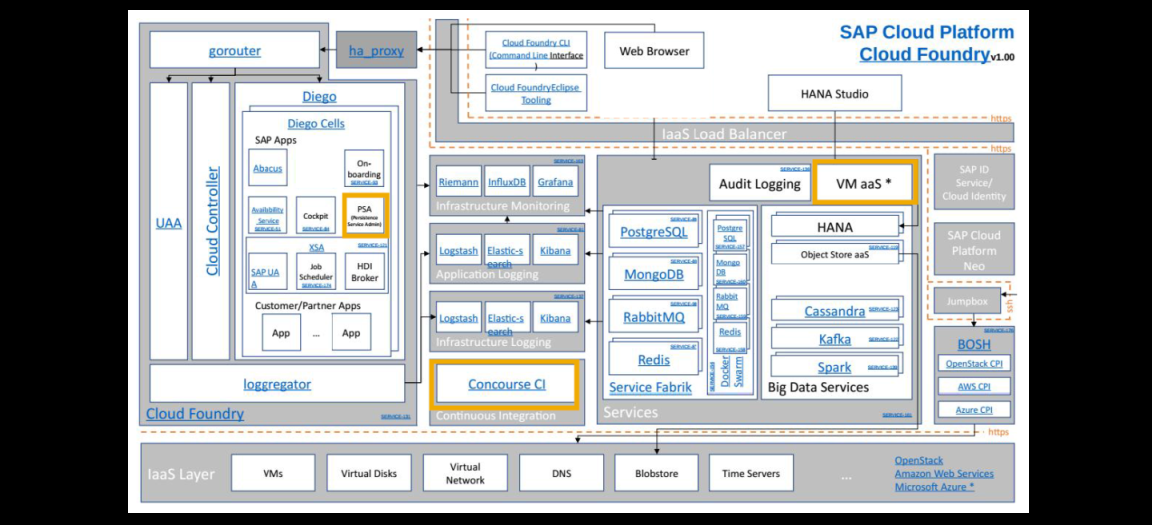 SAP Cloud Platform
Cloud Foundry v1.00
gorouter
ha_proxy
Cloud Foundry CLI
(Command Line Interface
)
Web Browser
Cloud FoundryEclipse
Tooling
HANA Studio
https
IaaS Load Balancer
https
UAA
Cloud Controller
Diego
Diego Cells
SAP Apps
Abacus
On-
boarding
Availability
Service
Cockpit
PSA
(Persistence
Service Admin)
XSA
SAP UA
A
Job
Scheduler
HDI
Broker
Customer/Partner Apps
App
...
App
loggregator
Cloud Foundry
Riemann
InfluxDB
Grafana
Infrastructure Monitoring
Logstash
Elastic-s
earch
Kibana
Application Logging
Logstash
Elastic-s
earch
Kibana
Infrastructure Logging
Concourse CI
Continuous Integration
Audit Logging
VM aaS *
PostgreSQL
MongoDB
RabbitMQ
Redis
Service Fabrik
Postgre
SQL
Mongo
DB
Rabbit
MQ
Redis
Docker
Swarm
HANA
Object Store aaS
Cassandra
Kafka
Spark
Big Data Services
Services
SAP ID
Service/
Cloud Identity
SAP Cloud
Platform
Neo
Jumpbox
ssh
BOSH
OpenStack CPI
AWS CPI
Azure CPI
https
IaaS Layer
VMs
Virtual Disks
Virtual
Network
DNS
Blobstore
Time Servers
...
OpenStack
Amazon Web Services
Microsoft Azure *